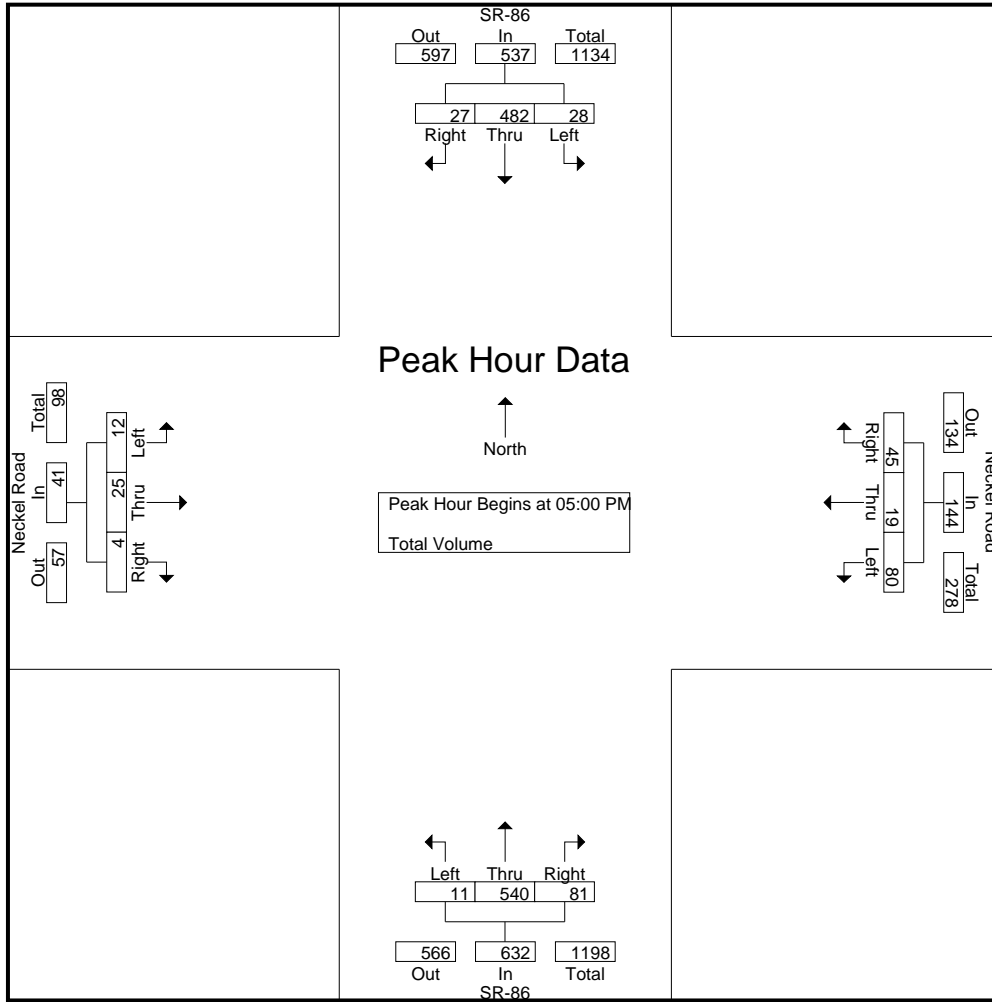 SR-86
Out In Total
597 537 1134
27 482 28
Right Thru Left
Peak Hour Data
North
Peak Hour Begins at 05:00 PM
Total Volume
Neckel Road
Total In Out
98 41 57
12 25 4
Left Thru Right
Right Thru Left
45 19 80
134 144 278
Out In Total
Neckel Road
Left Thru Right
11 540 81
566 632 1198
Out In Total
SR-86